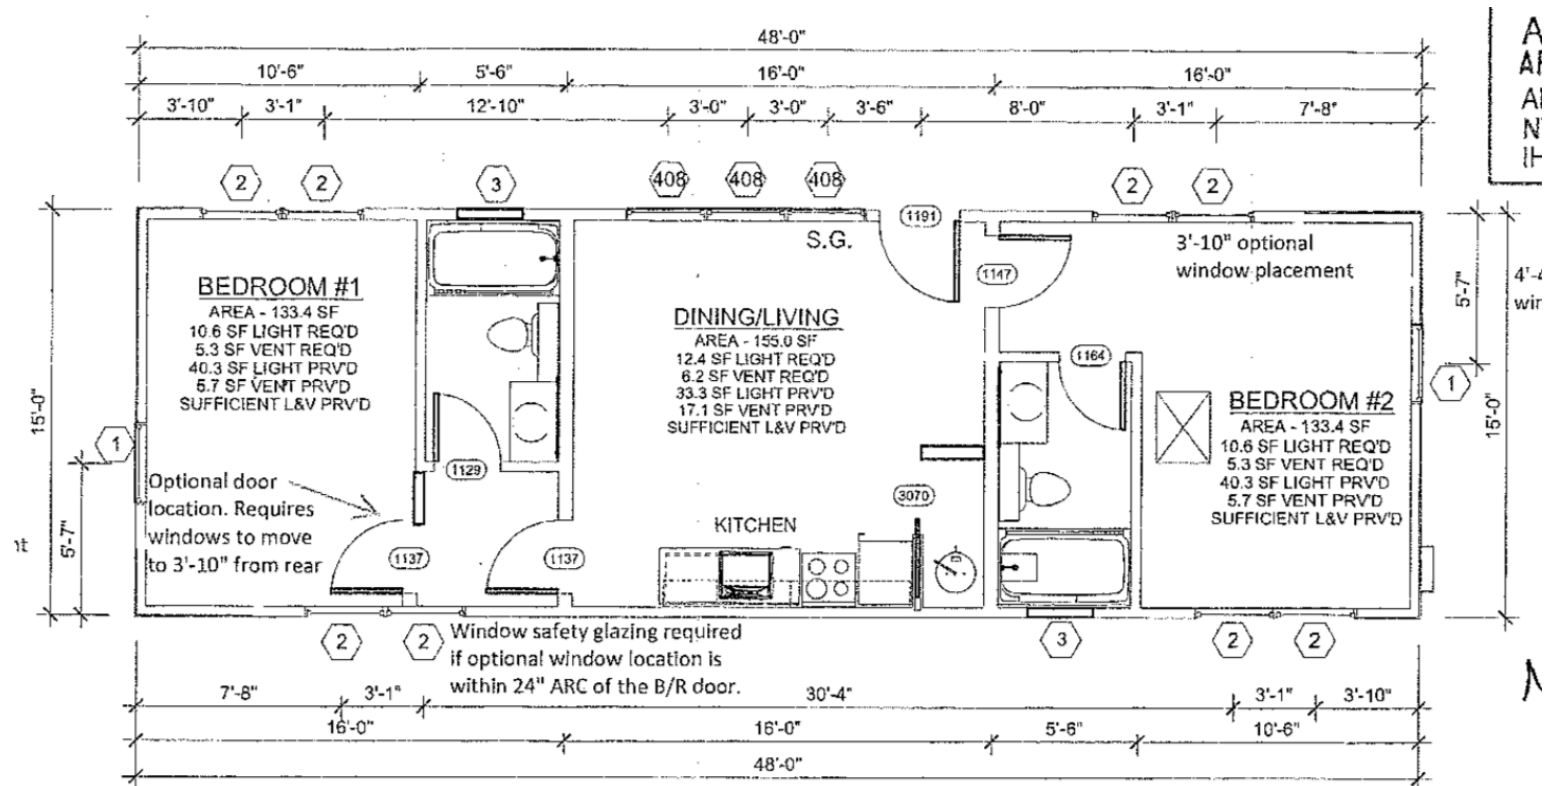 48'-0"
10'-6" 5'-6" 16'-0" 16'-0"
3'-10" 3'-1" 12'-10" 3'-0" 3'-0" 3'-6" 8'-0" 3'-1" 7'-8"
2 2 3 408 408 408 2 2
1191
S.G.
1147
3'-10" optional
window placement
5'-7"
15'-0"
BEDROOM #1
AREA - 133.4 SF
10.6 SF LIGHT REQ'D
5.3 SF VENT REQ'D
40.3 SF LIGHT PRV'D
5.7 SF VENT PRV'D
SUFFICIENT L&V PRV'D
DINING/LIVING
AREA - 155.0 SF
12.4 SF LIGHT REQ'D
6.2 SF VENT REQ'D
33.3 SF LIGHT PRV'D
17.1 SF VENT PRV'D
SUFFICIENT L&V PRV'D
1164
1
BEDROOM #2
AREA - 133.4 SF
10.6 SF LIGHT REQ'D
5.3 SF VENT REQ'D
40.3 SF LIGHT PRV'D
5.7 SF VENT PRV'D
SUFFICIENT L&V PRV'D
15'-0"
1
1129
Optional door
location. Requires
windows to move
to 3'-10" from rear
5'-7"
3070
KITCHEN
1137 1137
2 2 3 2 2
Window safety glazing required
if optional window location is
within 24" ARC of the B/R door.
7'-8" 3'-1" 30'-4" 3'-1" 3'-10"
16'-0" 16'-0" 5'-6" 10'-6"
48'-0"